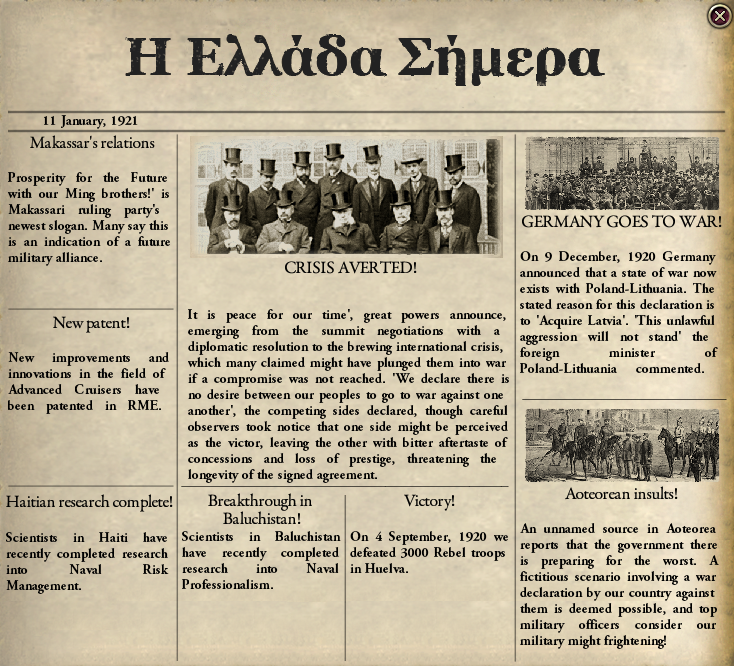 Η Ελλάδα Σήμερα
11 January, 1921
Makassar's relations
Prosperity for the Future
with our Ming brothers!' is
Makassari ruling party's
newest slogan. Many say this
is an indication of a future
military alliance.
New patent!
New improvements and
innovations in the field of
Advanced Cruisers have
been patented in RME.
Haitian research complete!
Scientists in Haiti have
recently completed research
into Naval Risk
Management.
CRISIS AVERTED!
It is peace for our time', great powers announce,
emerging from the summit negotiations with a
diplomatic resolution to the brewing international crisis,
which many claimed might have plunged them into war
if a compromise was not reached. 'We declare there is
no desire between our peoples to go to war against one
another', the competing sides declared, though careful
observers took notice that one side might be perceived
as the victor, leaving the other with bitter aftertaste of
concessions and loss of prestige, threatening the
longevity of the signed agreement.
Breakthrough in
Baluchistan!
Scientists in Baluchistan
have recently completed
research into Naval
Professionalism.
Victory!
On 4 September, 1920 we
defeated 3000 Rebel troops
in Huelva.
GERMANY GOES TO WAR!
On 9 December, 1920 Germany
announced that a state of war now
exists with Poland-Lithuania. The
stated reason for this declaration is
to 'Acquire Latvia'. 'This unlawful
aggression will not stand' the
foreign minister of
Poland-Lithuania commented.
Aoteorean insults!
An unnamed source in Aoteorea
reports that the government there
is preparing for the worst. A
fictitious scenario involving a war
declaration by our country against
them is deemed possible, and top
military officers consider our
military might frightening!